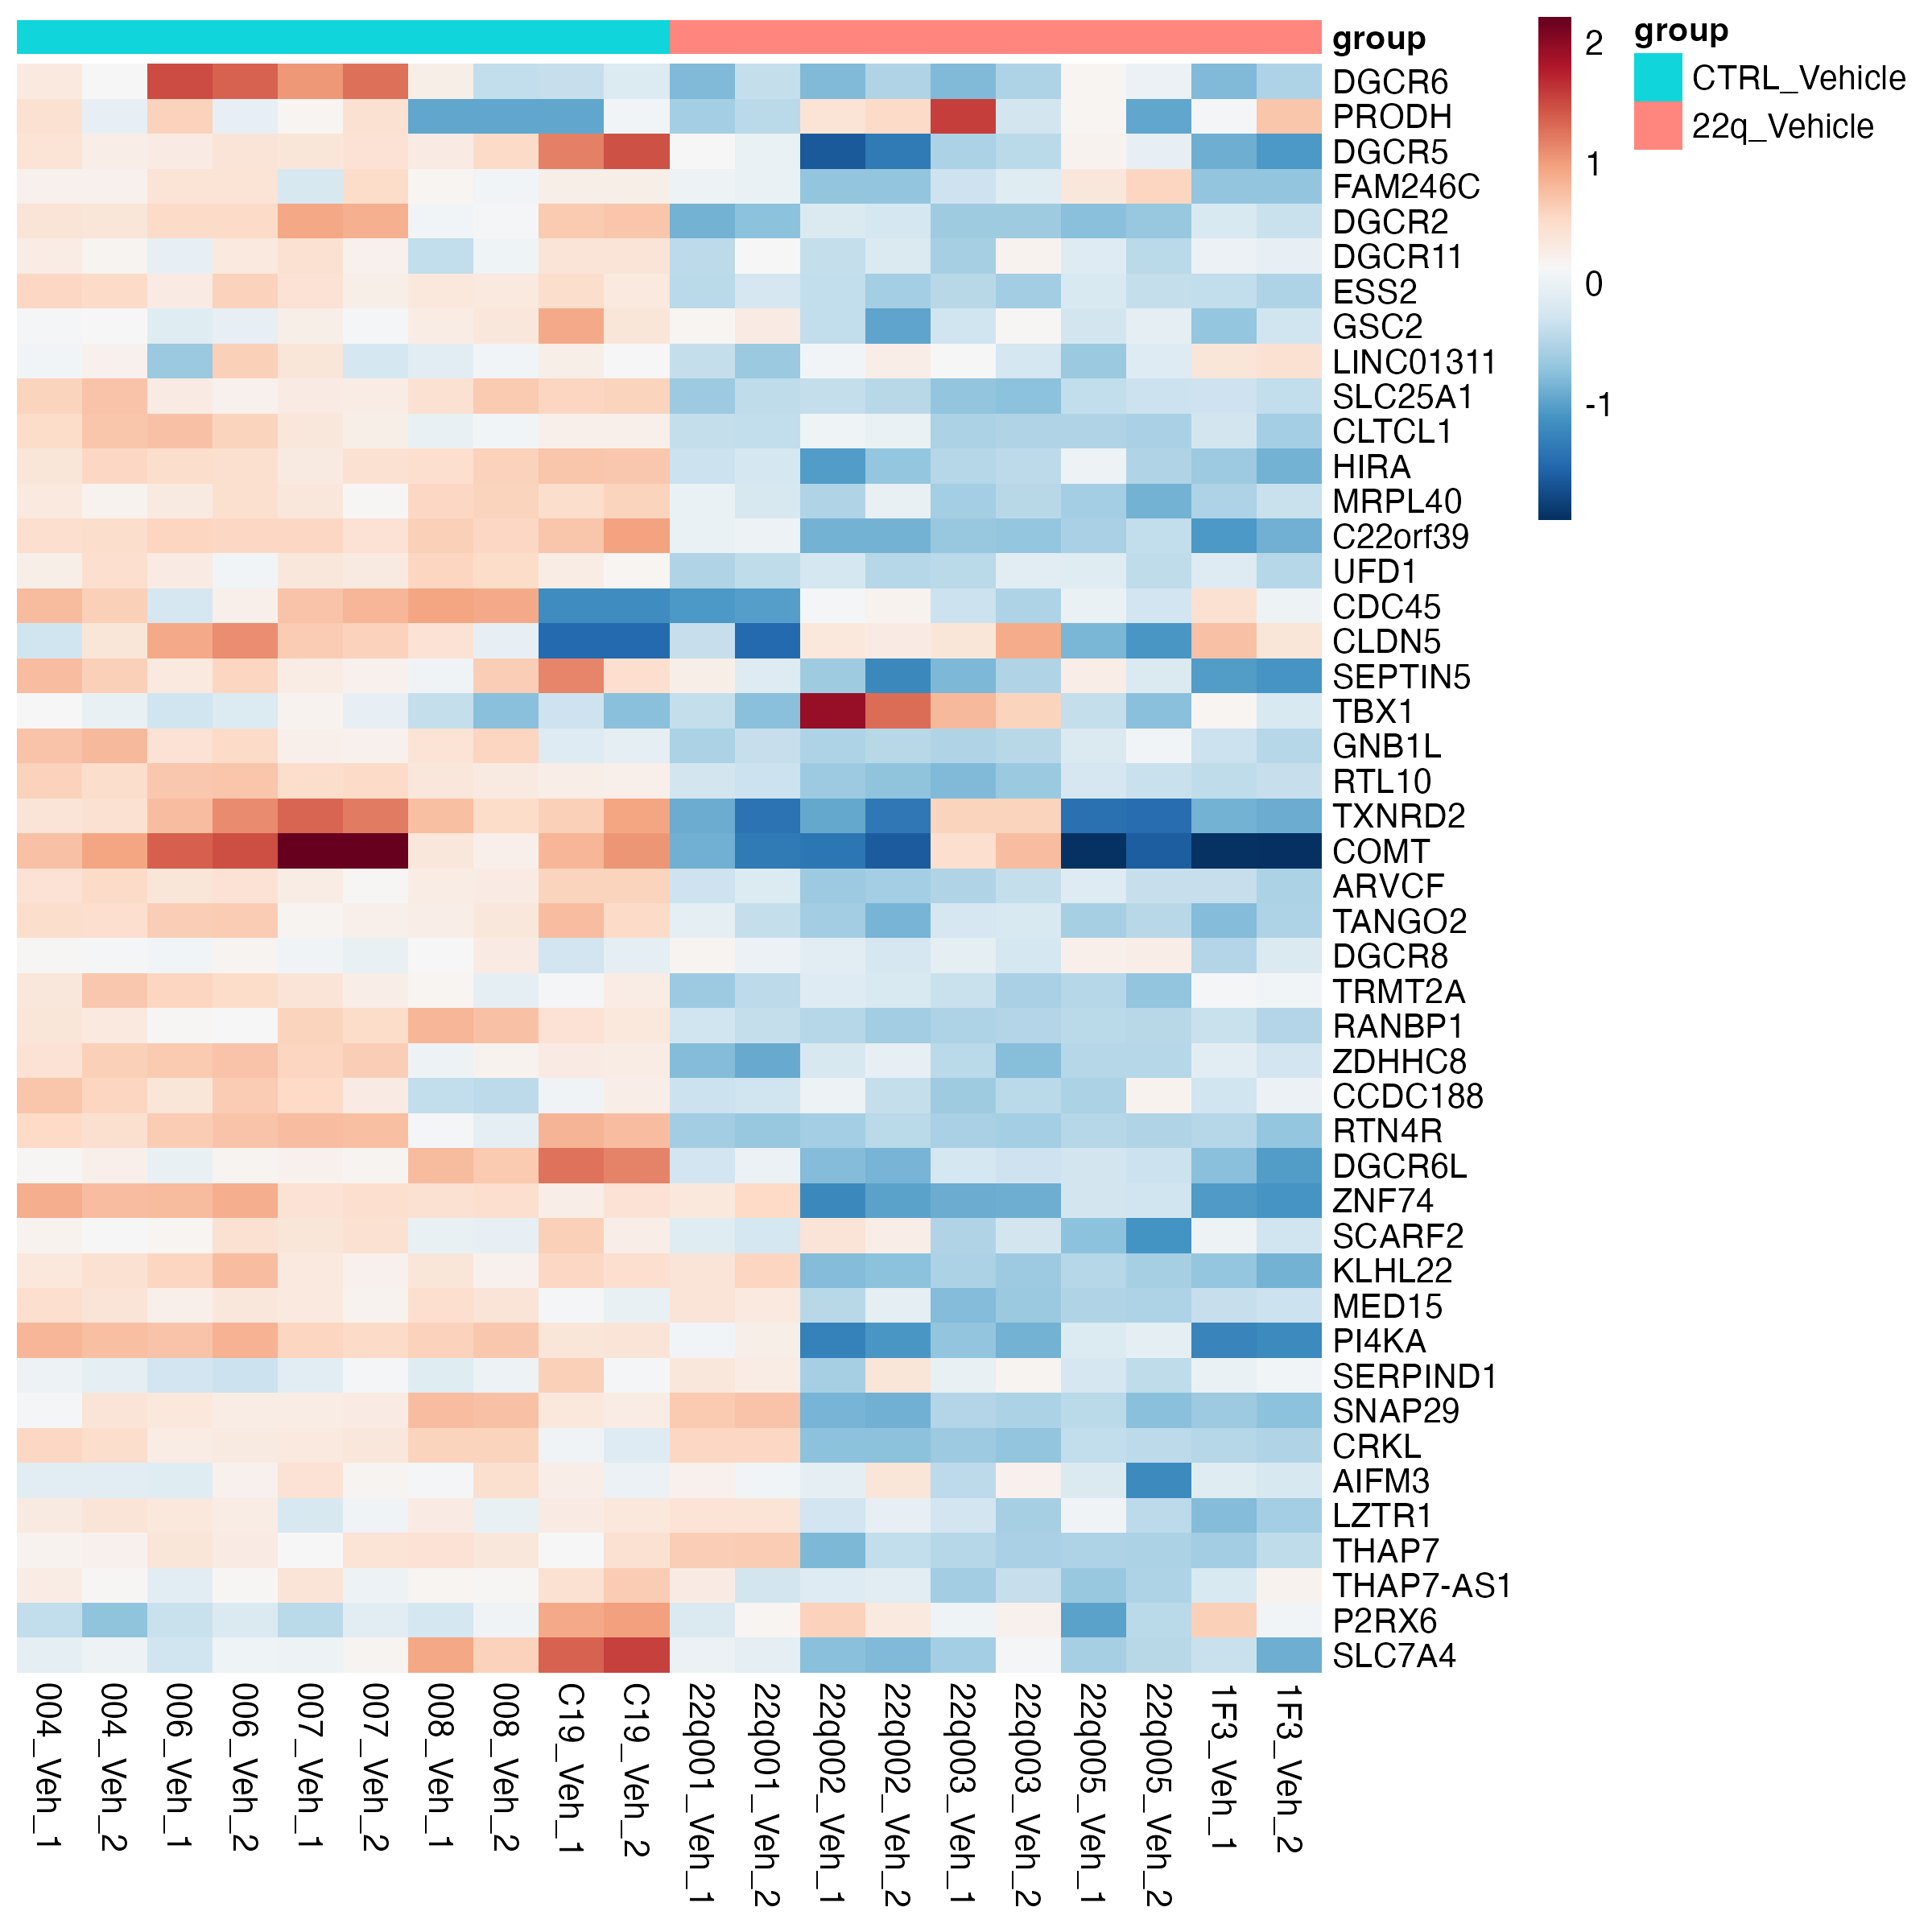 group
DGCR6
PRODH
DGCR5
FAM246C
DGCR2
DGCR11
ESS2
GSC2
LINC01311
SLC25A1
CLTCL1
HIRA
MRPL40
C22orf39
UFD1
CDC45
CLDN5
SEPTIN5
TBX1
GNB1L
RTL10
TXNRD2
COMT
ARVCF
TANGO2
DGCR8
TRMT2A
RANBP1
ZDHHC8
CCDC188
RTN4R
DGCR6L
ZNF74
SCARF2
KLHL22
MED15
PI4KA
SERPIND1
SNAP29
CRKL
AIFM3
LZTR1
THAP7
THAP7-AS1
P2RX6
SLC7A4
004_Veh_1
004_Veh_2
006_Veh_1
006_Veh_2
007_Veh_1
007_Veh_2
008_Veh_1
008_Veh_2
C19_Veh_1
C19_Veh_2
22q001_Veh_1
22q001_Veh_2
22q002_Veh_1
22q002_Veh_2
22q003_Veh_1
22q003_Veh_2
22q005_Veh_1
22q005_Veh_2
1F3_Veh_1
1F3_Veh_2
2
1
0
-1
group
CTRL_Vehicle
22q_Vehicle